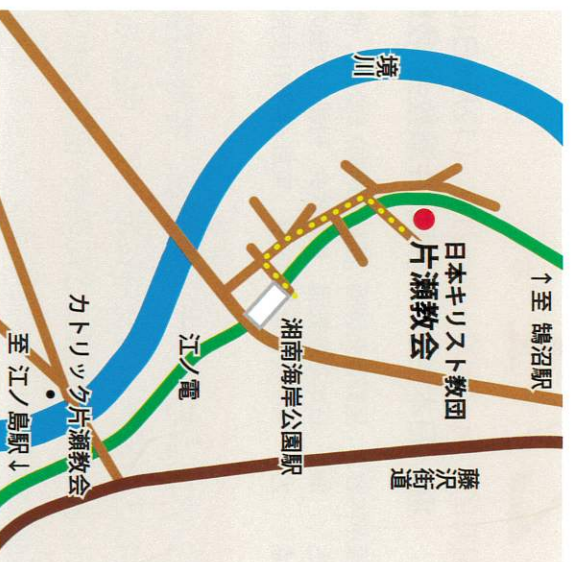 ↑至 鵠沼駅
境川
日本キリスト教団
片瀬教会
湘南海岸公園駅
藤沢街道
江ノ電
カトリック片瀬教会
至 江ノ島駅↓